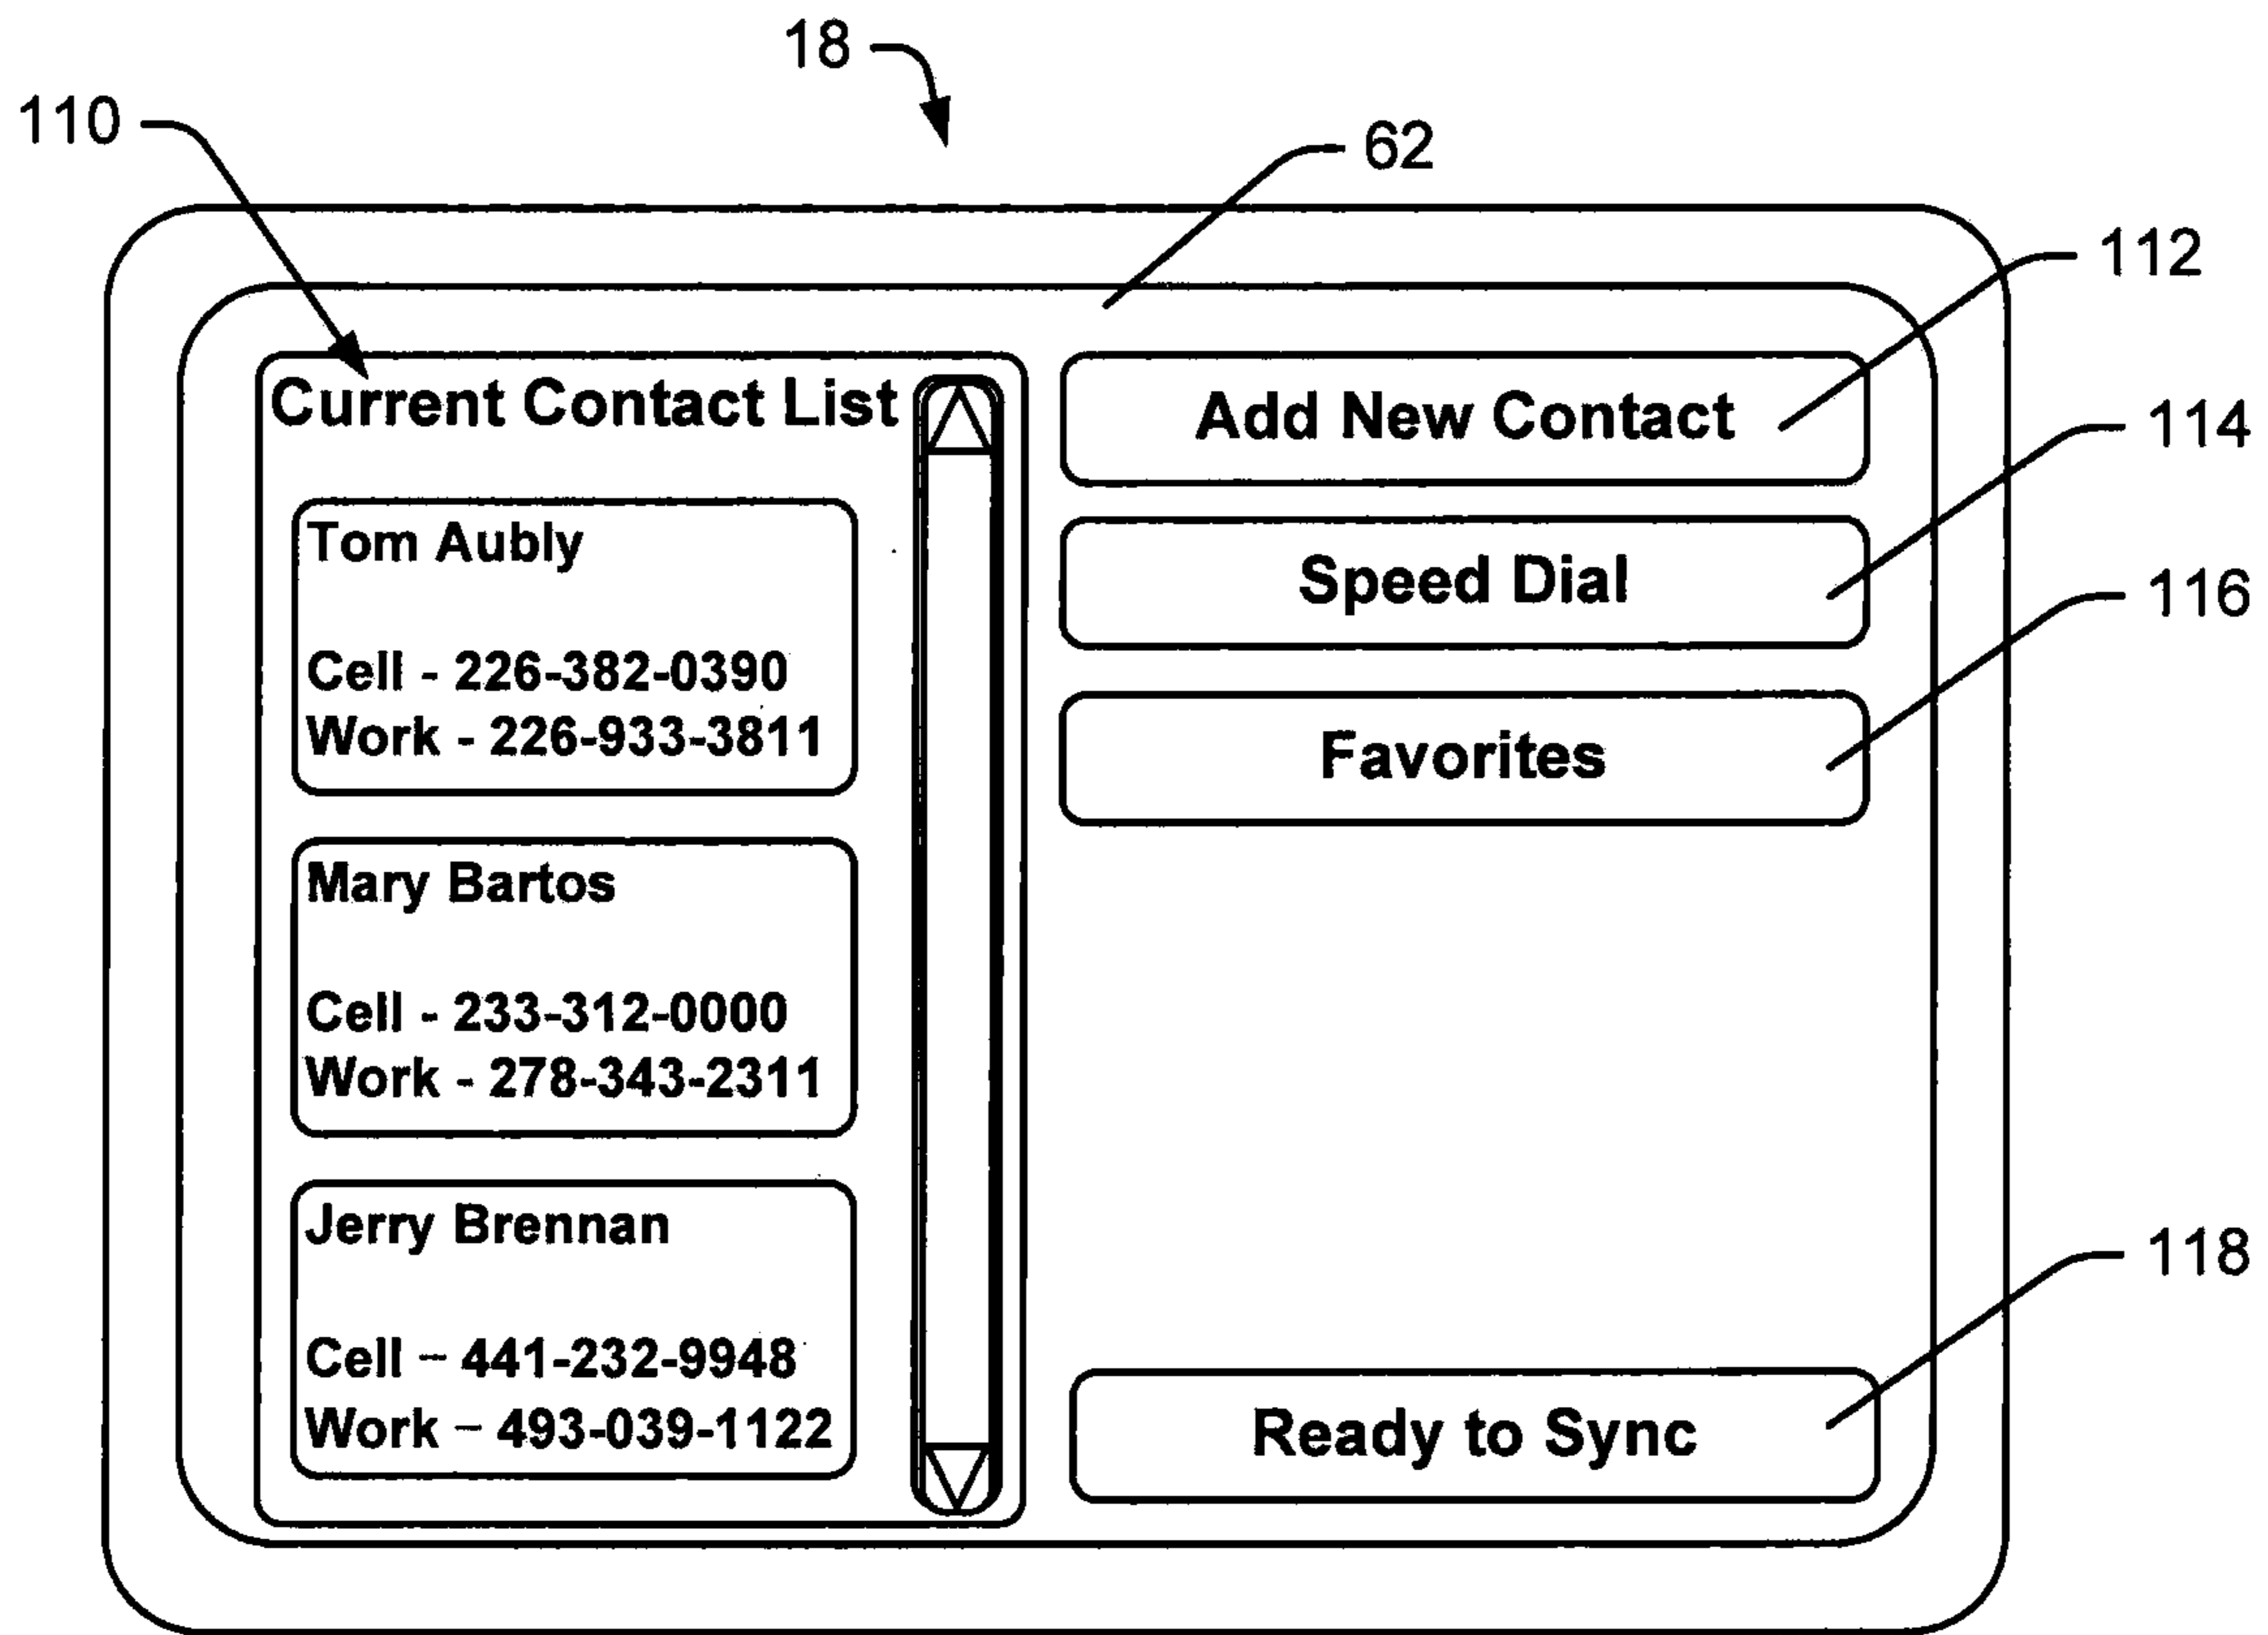 18
110
62
112
Current Contact List
Add New Contact
114
Tom Aubly
Speed Dial
116
Cell - 226-382-0390
Work - 226-933-3811
Favorites
Mary Bartos
Cell - 233-312-0000
Work - 278-343-2311
Jerry Brennan
118
Cell – 441-232-9948
Work – 493-039-1122
Ready to Sync